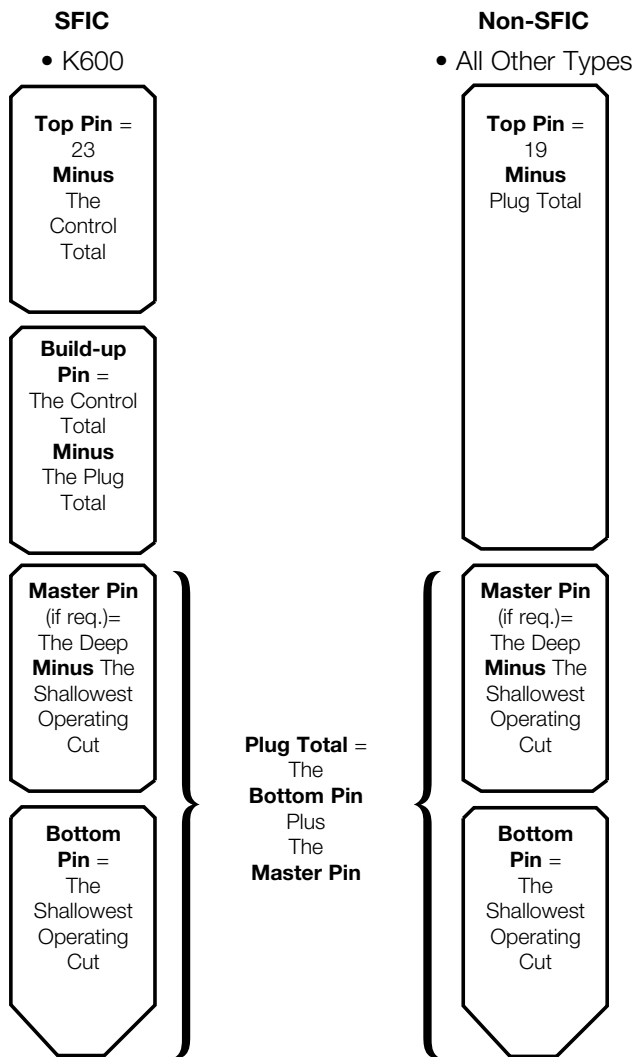 SFIC
• K600
Top Pin =
23
Minus
The
Control
Total
Build-up
Pin =
The Control
Total
Minus
The Plug
Total
Master Pin
(if req.)=
The Deep
Minus The
Shallowest
Operating
Cut
Bottom
Pin =
The
Shallowest
Operating
Cut
Plug Total =
The
Bottom Pin
Plus
The
Master Pin
Non-SFIC
• All Other Types
Top Pin =
19
Minus
Plug Total
Master Pin
(if req.)=
The Deep
Minus The
Shallowest
Operating
Cut
Bottom
Pin =
The
Shallowest
Operating
Cut